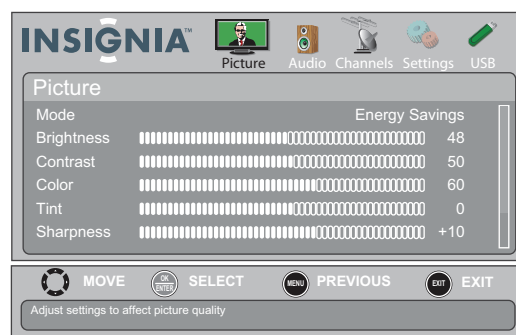 INSIGNIA™
Picture Audio Channels Settings USB
Picture
Mode Energy Savings
Brightness 48
Contrast 50
Color 60
Tint 0
Sharpness +10
MOVE OK ENTER SELECT MENU PREVIOUS EXIT EXIT
Adjust settings to affect picture quality